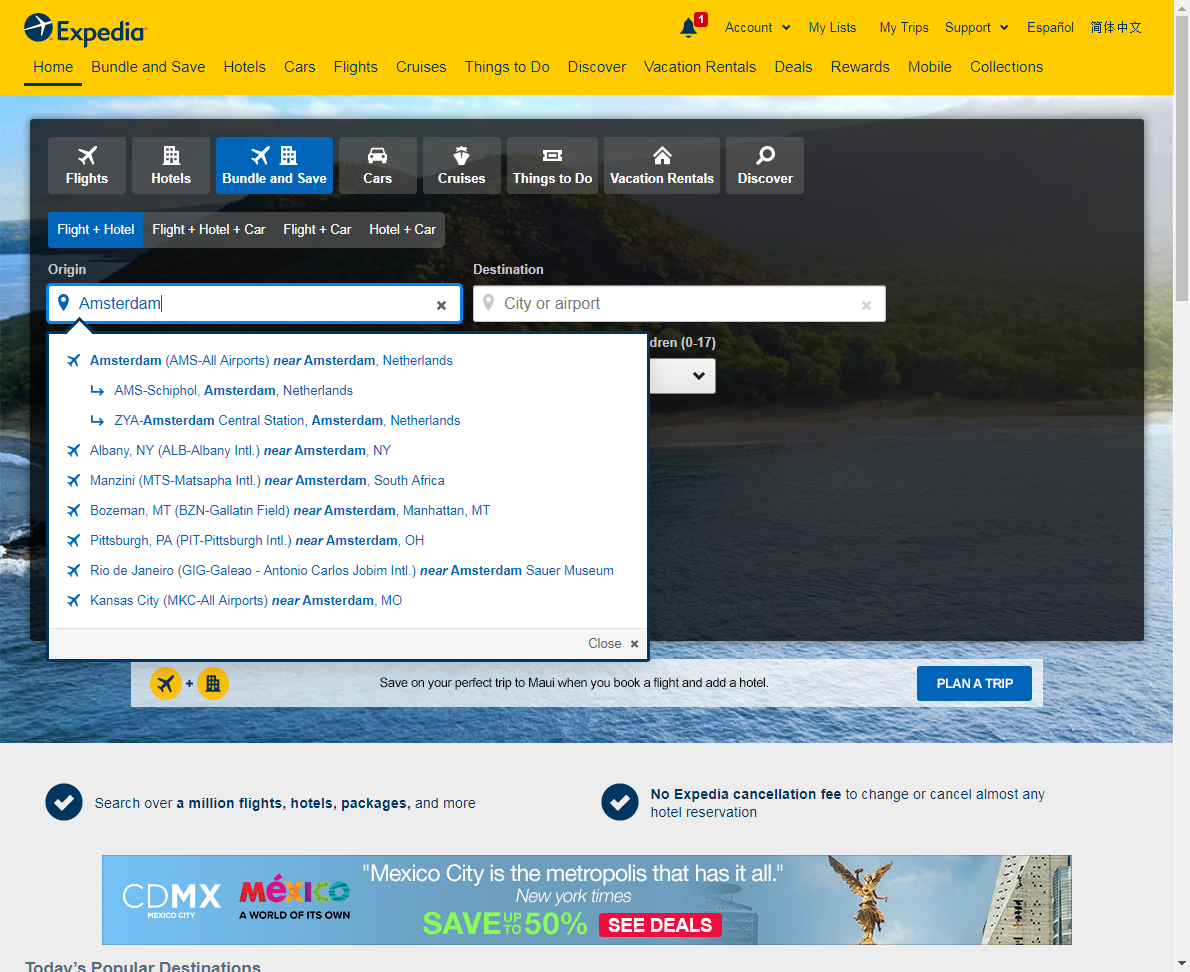 Expedia
1
Account
My Lists
My Trips
Support
Español
简体中文
Home
Bundle and Save
Hotels
Cars
Flights
Cruises
Things to Do
Discover
Vacation Rentals
Deals
Rewards
Mobile
Collections
Flights
Hotels
Bundle and Save
Cars
Cruises
Things to Do
Vacation Rentals
Discover
Flight + Hotel
Flight + Hotel + Car
Flight + Car
Hotel + Car
Origin
Destination
Amsterdam
City or airport
dren (0-17)
Amsterdam (AMS-All Airports) near Amsterdam, Netherlands
AMS-Schiphol, Amsterdam, Netherlands
ZYA-Amsterdam Central Station, Amsterdam, Netherlands
Albany, NY (ALB-Albany Intl.) near Amsterdam, NY
Manzini (MTS-Matsapha Intl.) near Amsterdam, South Africa
Bozeman, MT (BZN-Gallatin Field) near Amsterdam, Manhattan, MT
Pittsburgh, PA (PIT-Pittsburgh Intl.) near Amsterdam, OH
Rio de Janeiro (GIG-Galeao - Antonio Carlos Jobim Intl.) near Amsterdam Sauer Museum
Kansas City (MKC-All Airports) near Amsterdam, MO
Close
+
Save on your perfect trip to Maui when you book a flight and add a hotel.
PLAN A TRIP
Search over a million flights, hotels, packages, and more
No Expedia cancellation fee to change or cancel almost any
hotel reservation
CDMX
MEXICO CITY
México
A WORLD OF ITS OWN
"Mexico City is the metropolis that has it all."
New york times
SAVE UP TO 50%
SEE DEALS
Today's Popular Destinations